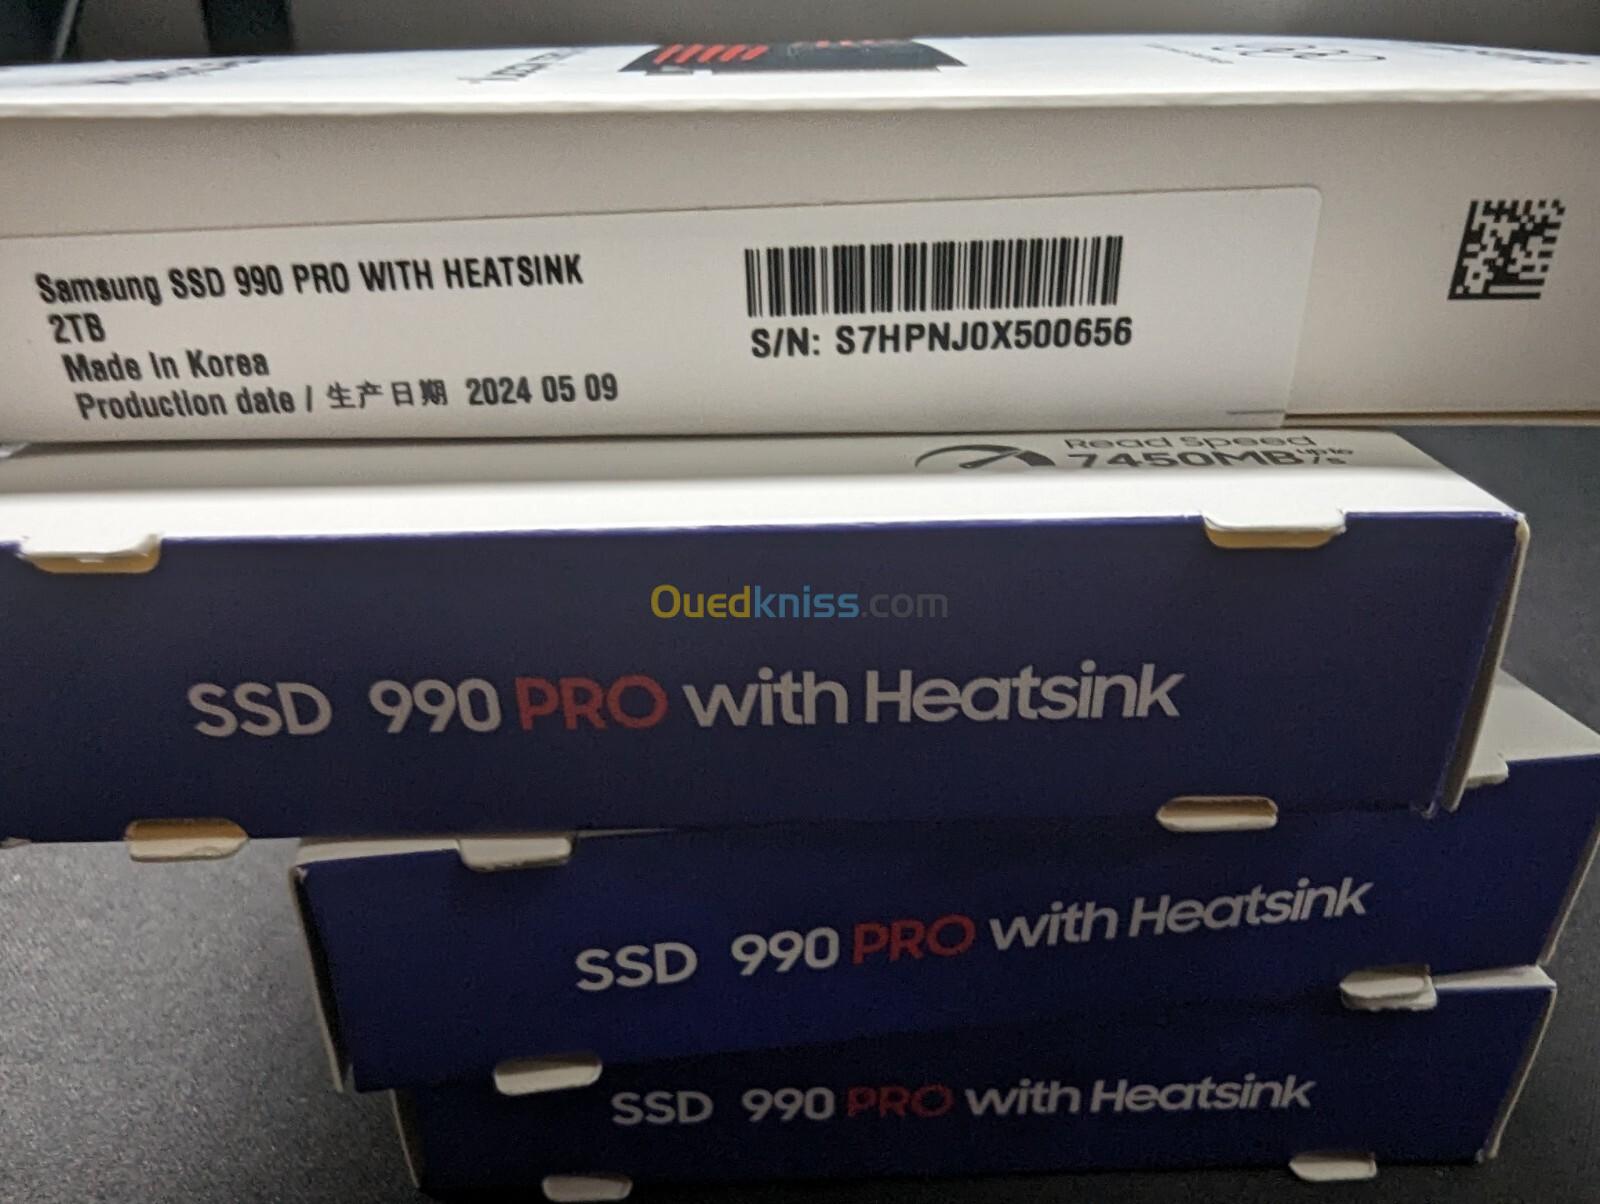 Samsung SSD 990 PRO WITH HEATSINK
2TB
Made In Korea
Production date / 生产日期 2024 05 09
S/N: S7HPNJ0X500656
Read Speed
up to
7450MB/s
Ouedkniss.com
SSD 990 PRO with Heatsink
SSD 990 PRO with Heatsink
SSD 990 PRO with Heatsink